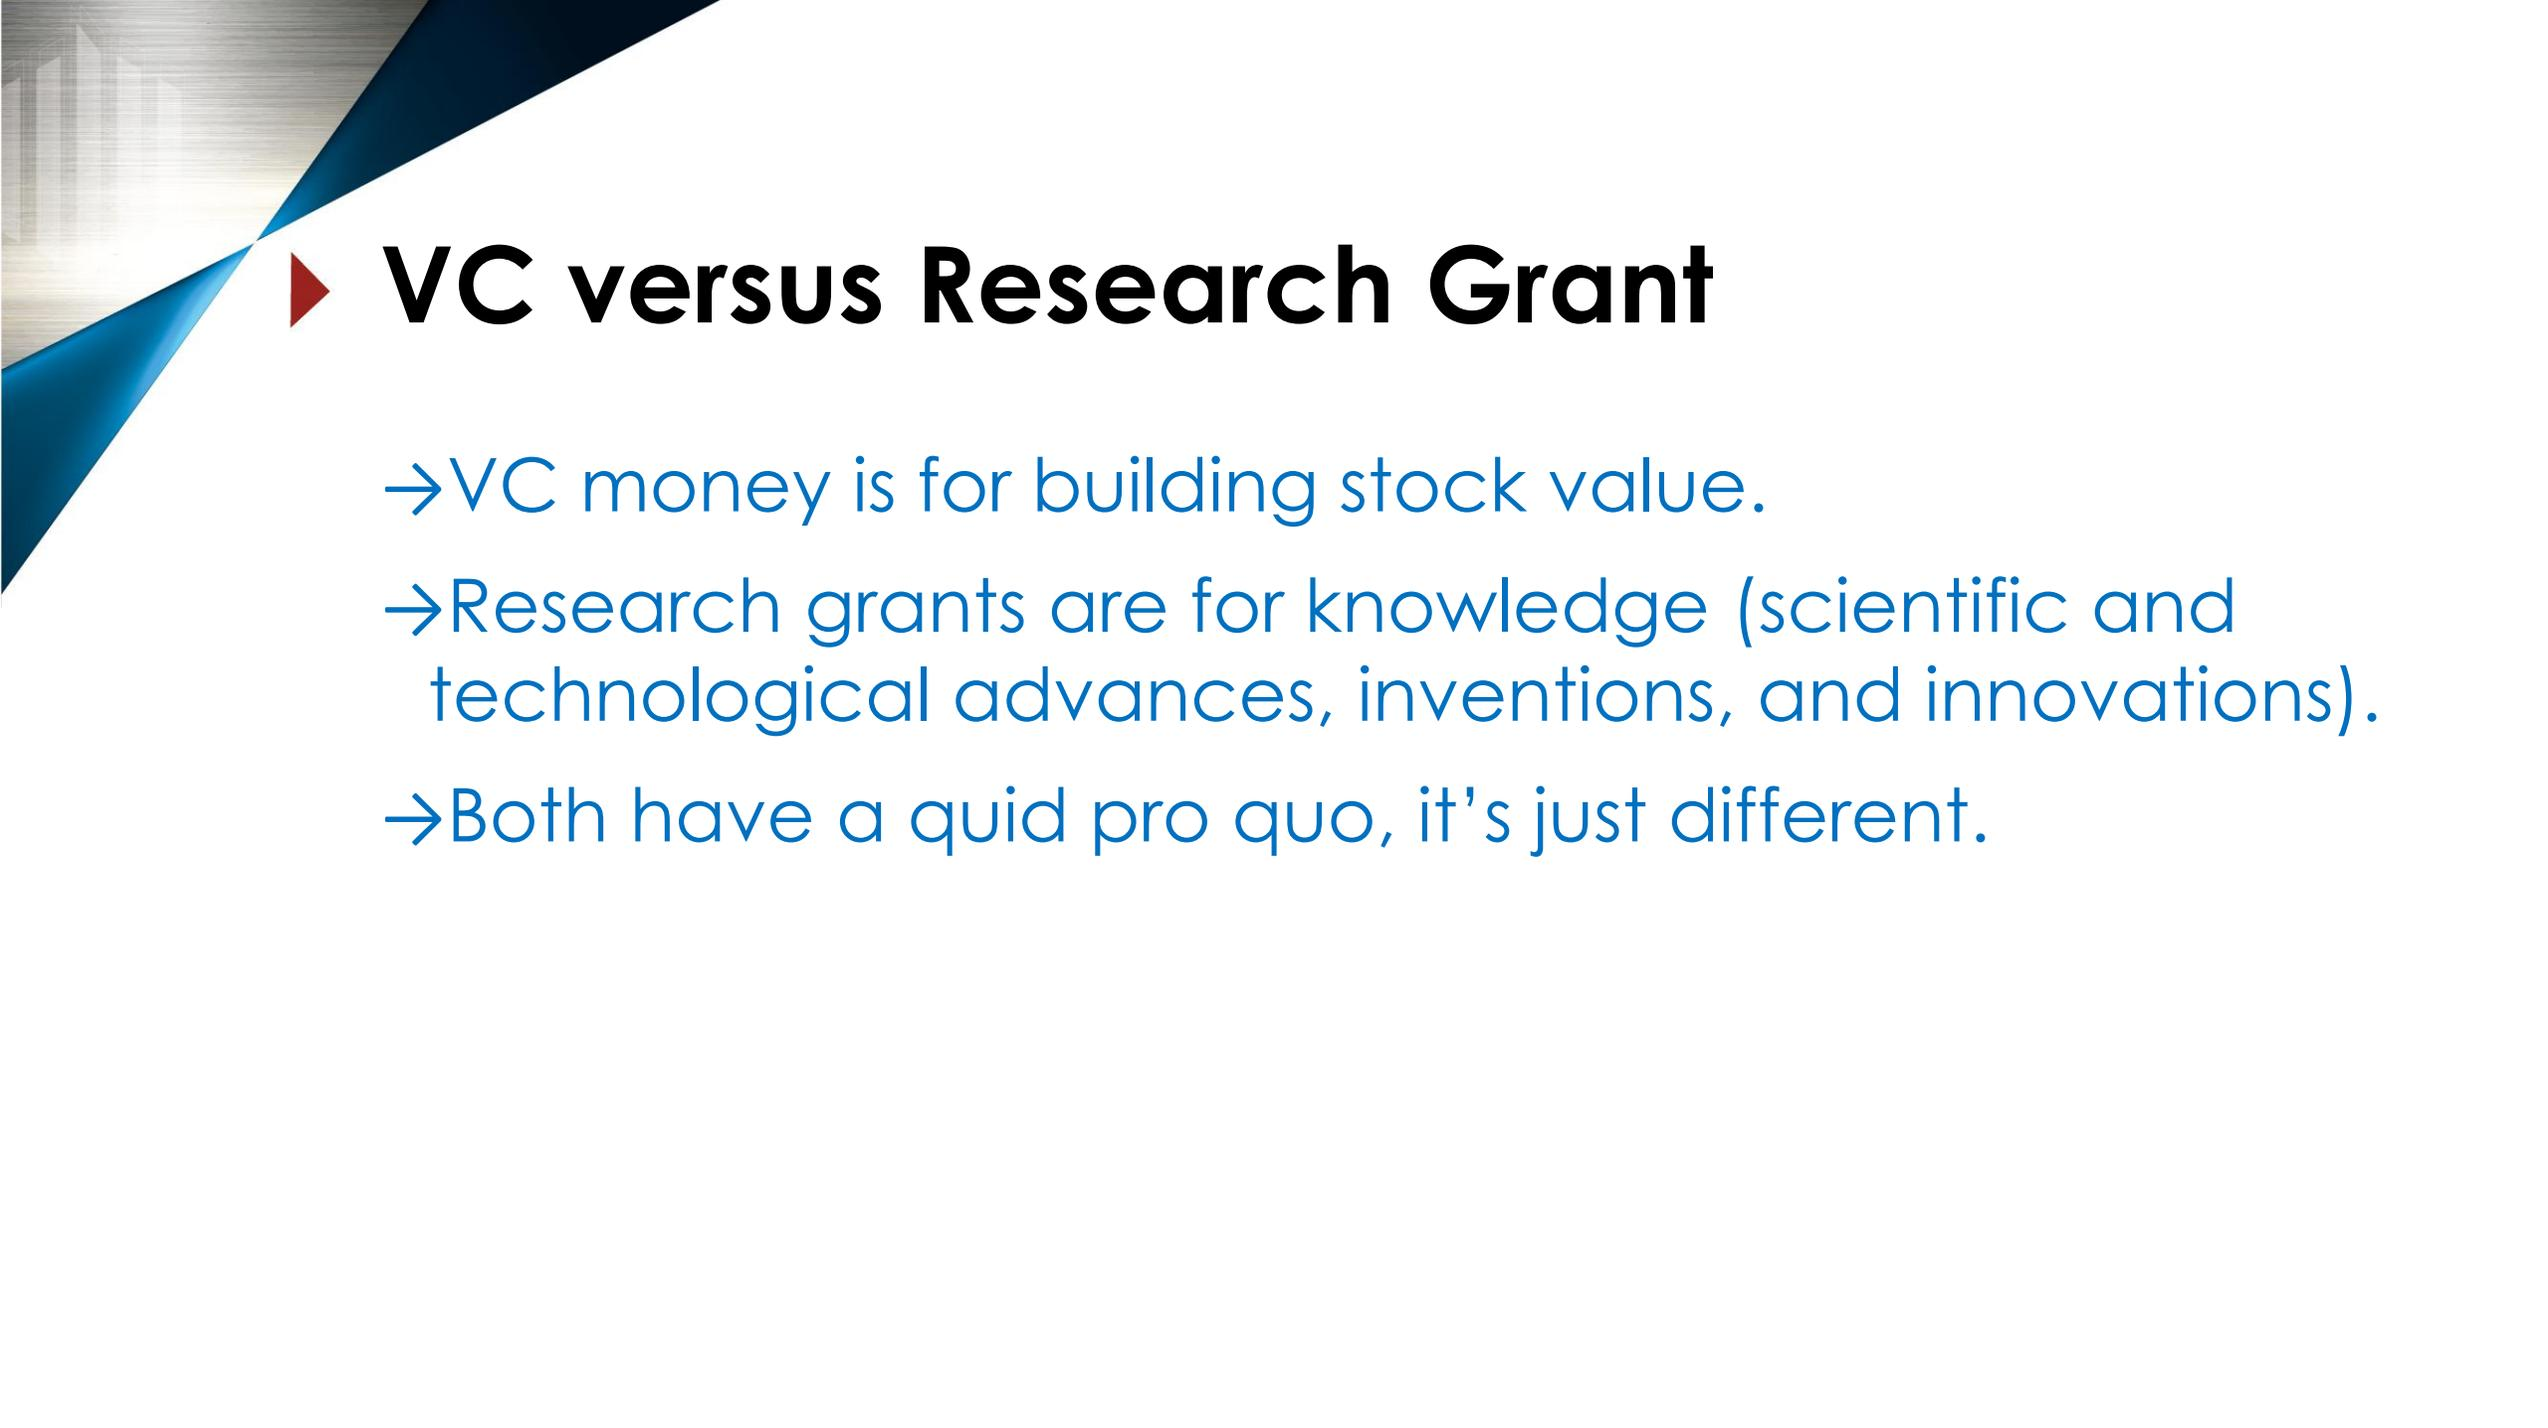 VC versus Research Grant
→VC money is for building stock value.
→Research grants are for knowledge (scientific and
technological advances, inventions, and innovations).
→Both have a quid pro quo, it’s just different.